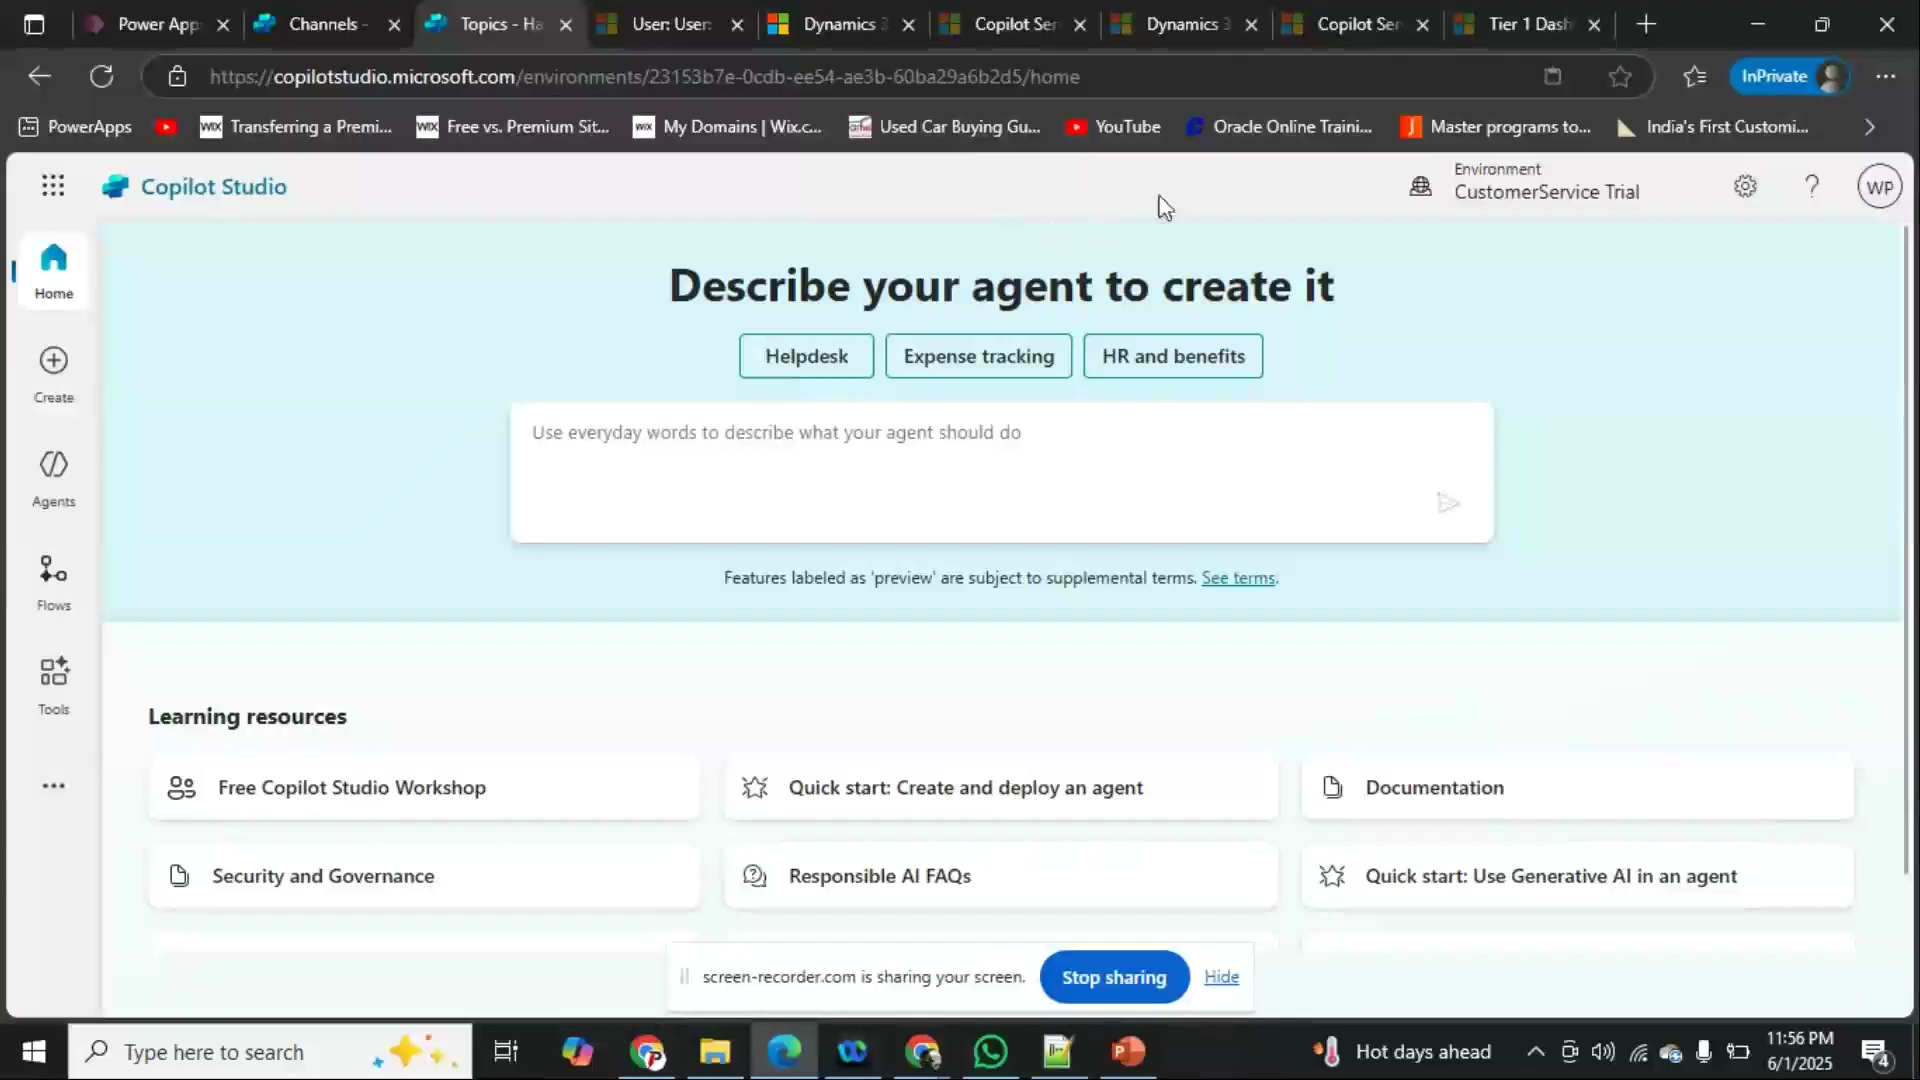 Power Apps
Channels -
Topics - Ha
User: User:
Dynamics 3
Copilot Ser
Dynamics 3
Copilot Ser
Tier 1 Dash
https://copilotstudio.microsoft.com/environments/23153b7e-0cdb-ee54-ae3b-60ba29a6b2d5/home
InPrivate
PowerApps
WIX Transferring a Premi...
WIX Free vs. Premium Sit...
WIX My Domains | Wix.c...
Used Car Buying Gu...
YouTube
Oracle Online Traini...
Master programs to...
India's First Customi...
Copilot Studio
Environment
CustomerService Trial
WP
Home
Create
Agents
Flows
Tools
Describe your agent to create it
Helpdesk
Expense tracking
HR and benefits
Use everyday words to describe what your agent should do
Features labeled as 'preview' are subject to supplemental terms. See terms.
Learning resources
Free Copilot Studio Workshop
Quick start: Create and deploy an agent
Documentation
Security and Governance
Responsible AI FAQs
Quick start: Use Generative AI in an agent
screen-recorder.com is sharing your screen.
Stop sharing
Hide
Type here to search
Hot days ahead
11:56 PM
6/1/2025
4